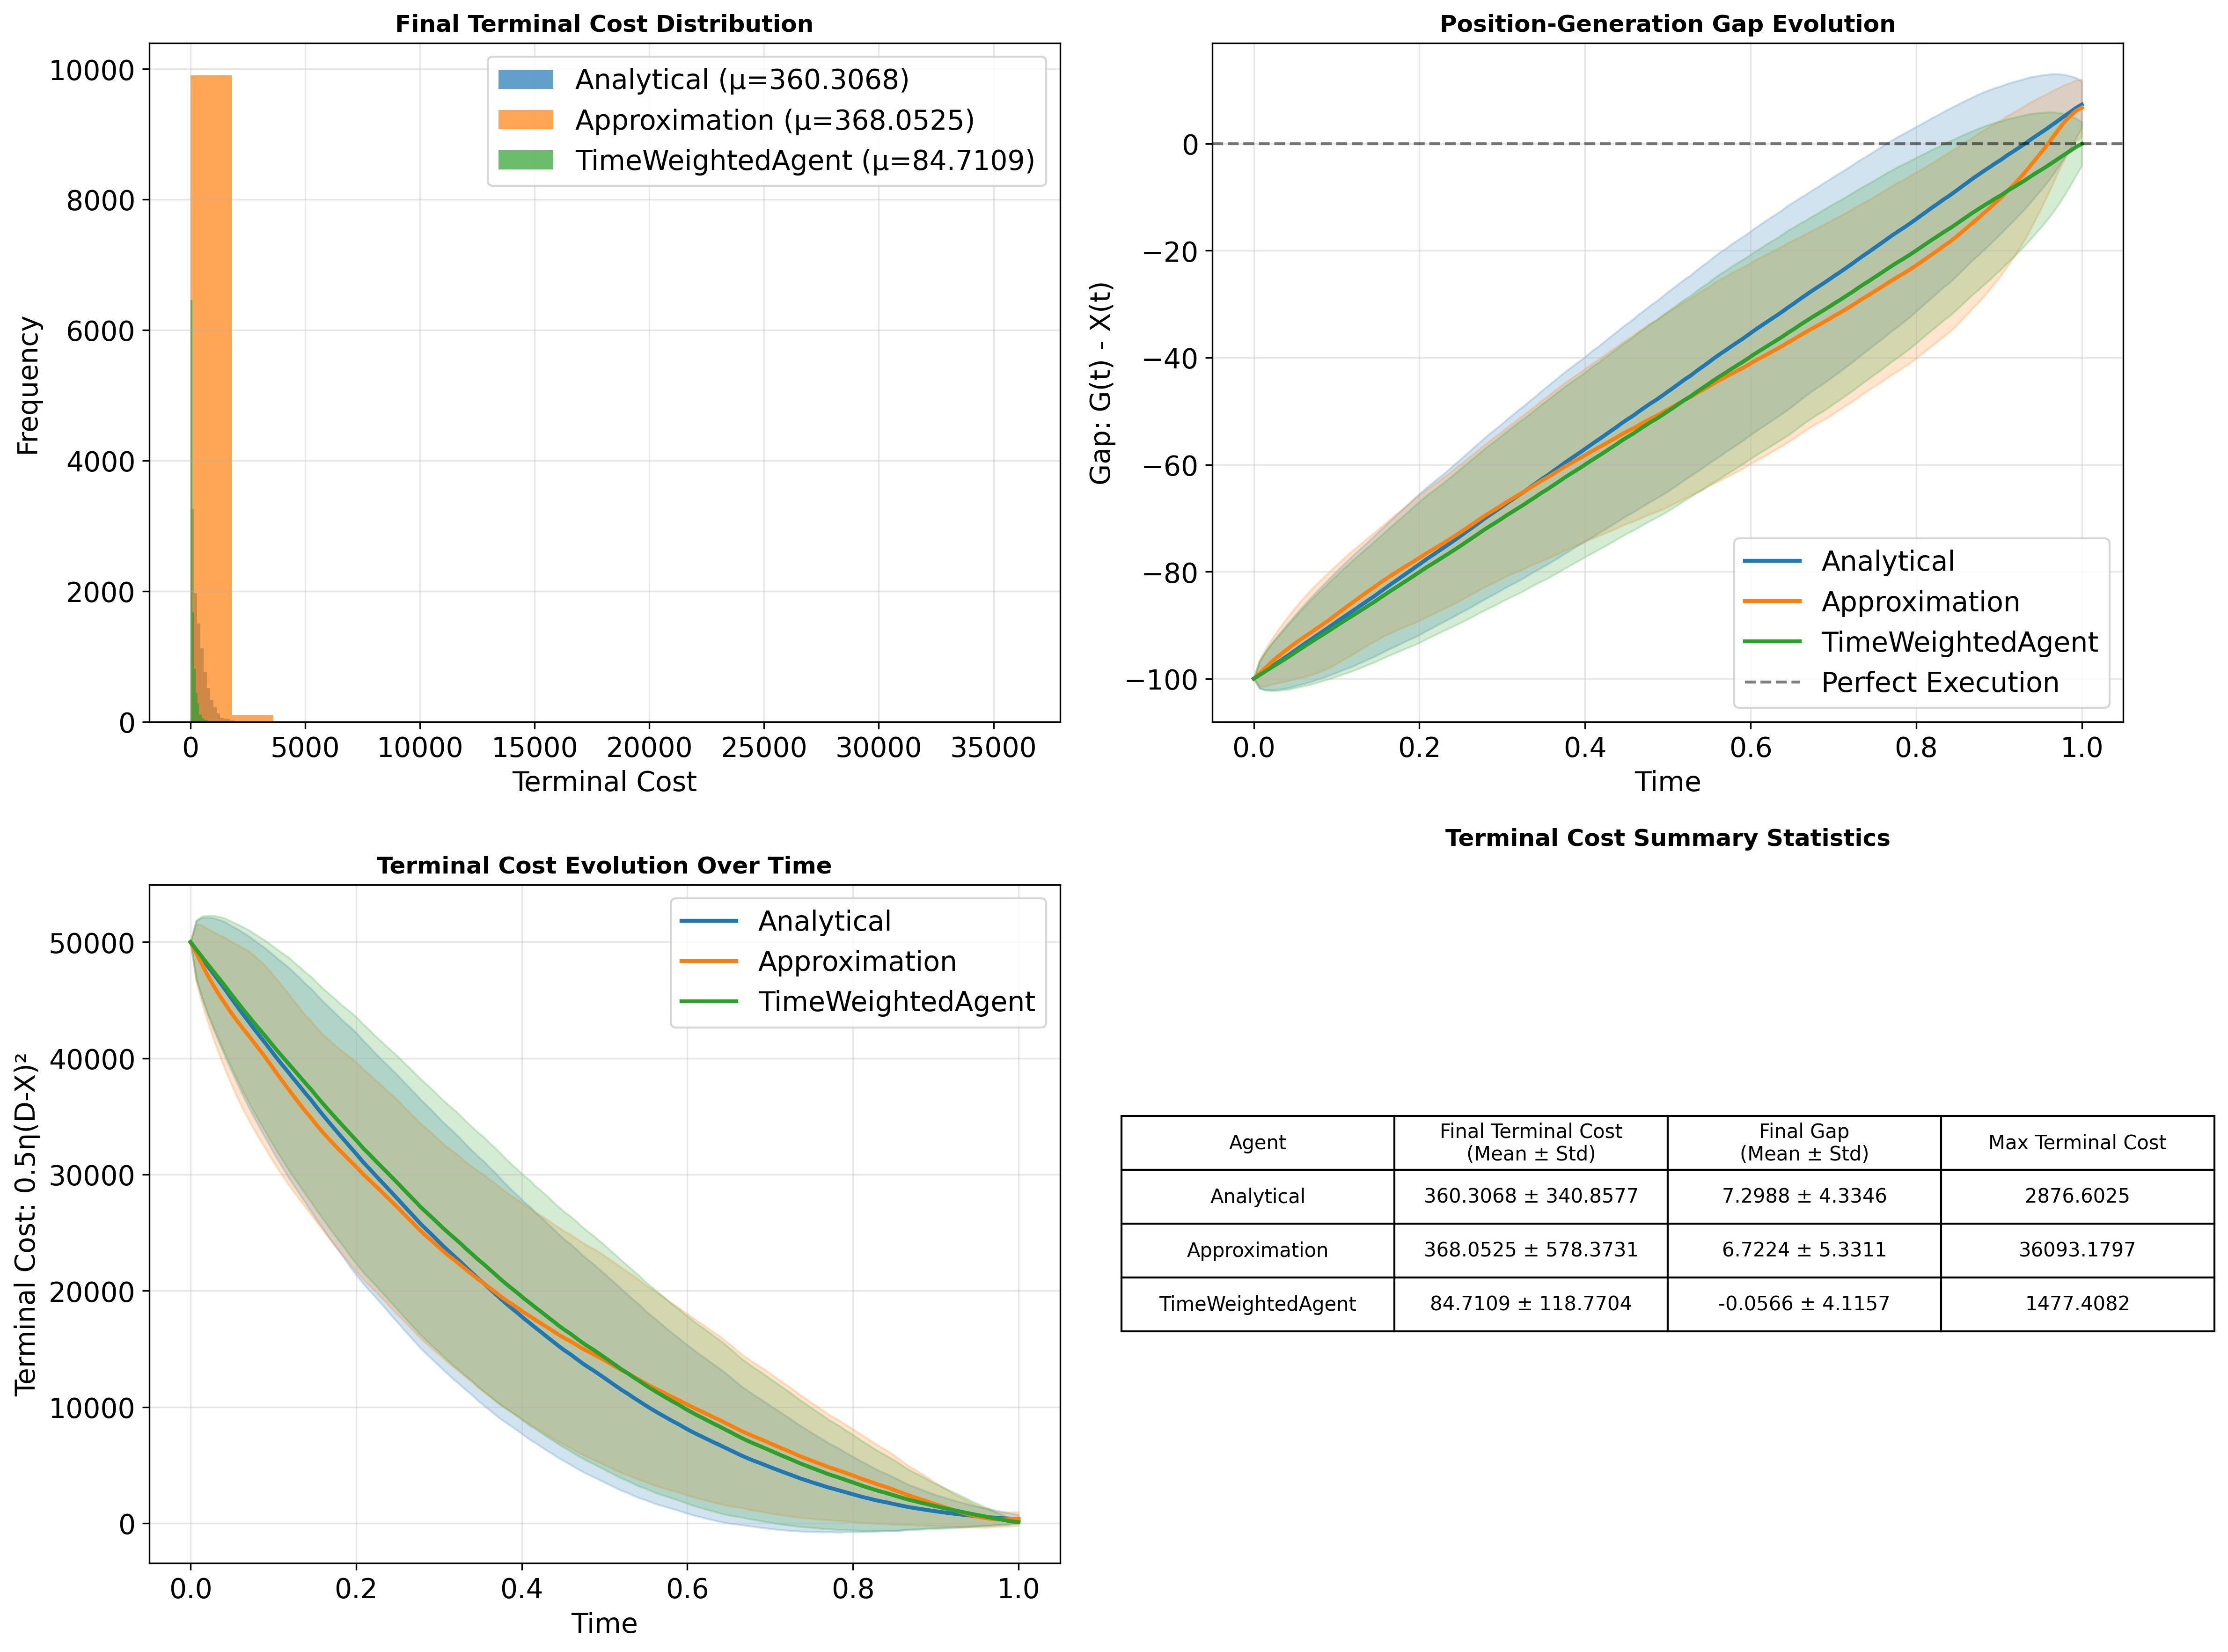 Final Terminal Cost Distribution
Frequency
10000
8000
6000
4000
2000
0
Analytical (μ=360.3068)
Approximation (μ=368.0525)
TimeWeightedAgent (μ=84.7109)
0 5000 10000 15000 20000 25000 30000 35000
Terminal Cost
Position-Generation Gap Evolution
Gap: G(t) - X(t)
0
−20
−40
−60
−80
−100
Analytical
Approximation
TimeWeightedAgent
Perfect Execution
0.0 0.2 0.4 0.6 0.8 1.0
Time
Terminal Cost Evolution Over Time
Terminal Cost: 0.5η(D-X)²
50000
40000
30000
20000
10000
0
Analytical
Approximation
TimeWeightedAgent
0.0 0.2 0.4 0.6 0.8 1.0
Time
Terminal Cost Summary Statistics
Agent
Final Terminal Cost
(Mean ± Std)
Final Gap
(Mean ± Std)
Max Terminal Cost
Analytical 360.3068 ± 340.8577 7.2988 ± 4.3346 2876.6025
Approximation 368.0525 ± 578.3731 6.7224 ± 5.3311 36093.1797
TimeWeightedAgent 84.7109 ± 118.7704 -0.0566 ± 4.1157 1477.4082